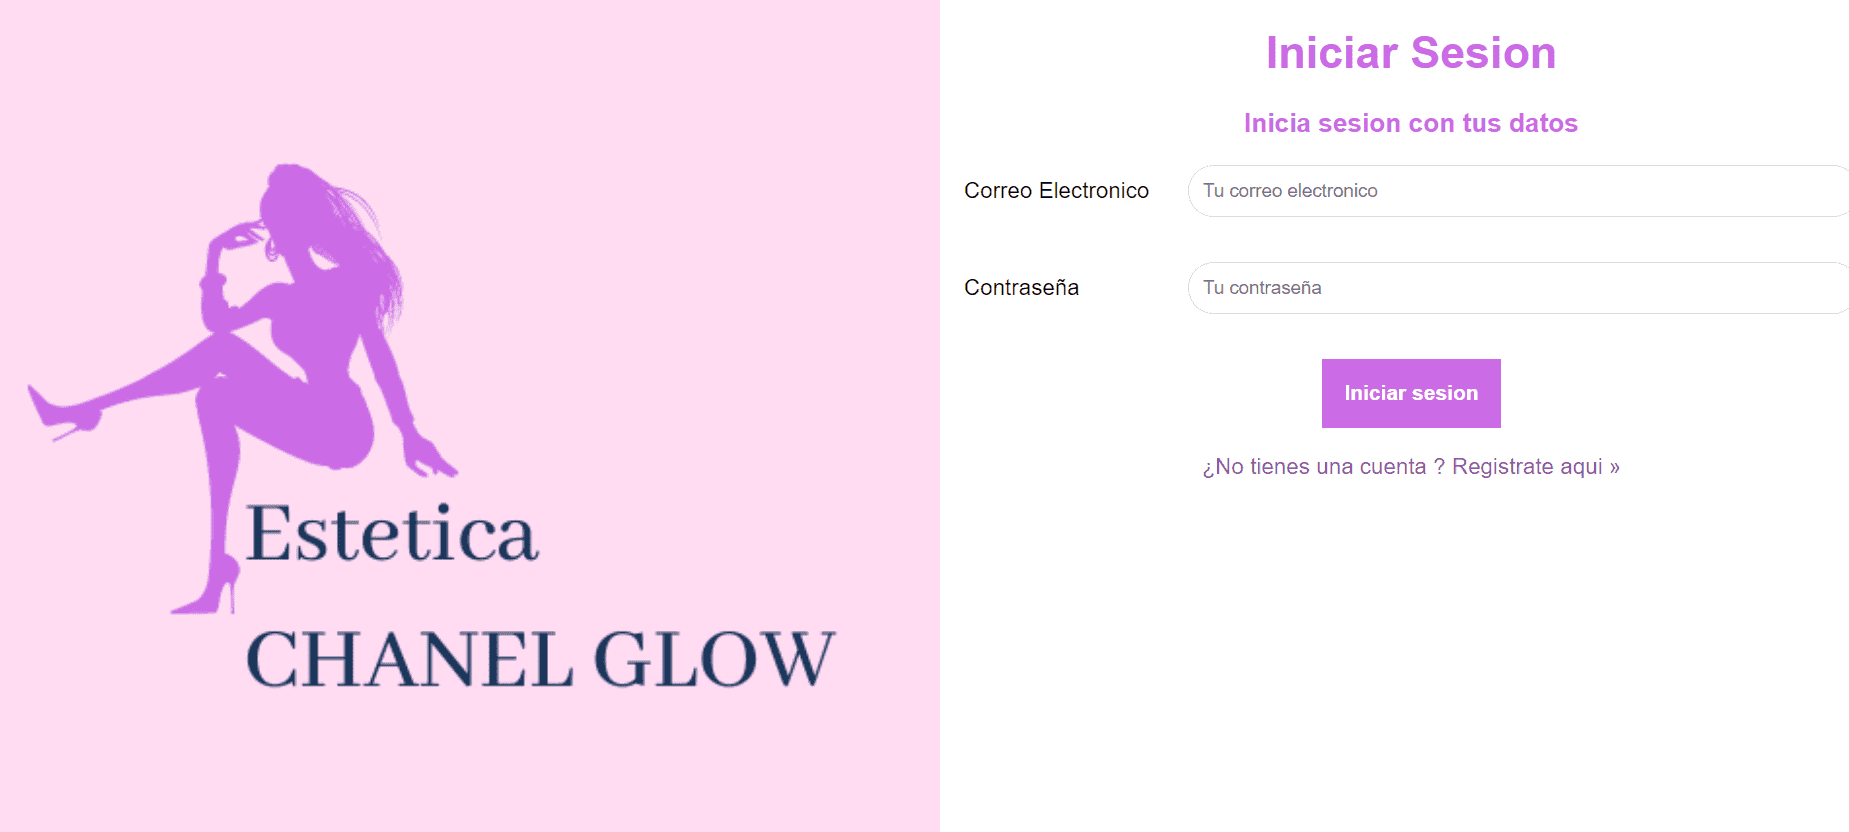 Estetica
CHANEL GLOW
Iniciar Sesion
Inicia sesion con tus datos
Correo Electronico
Tu correo electronico
Contraseña
Tu contraseña
Iniciar sesion
¿No tienes una cuenta ? Registrate aqui »